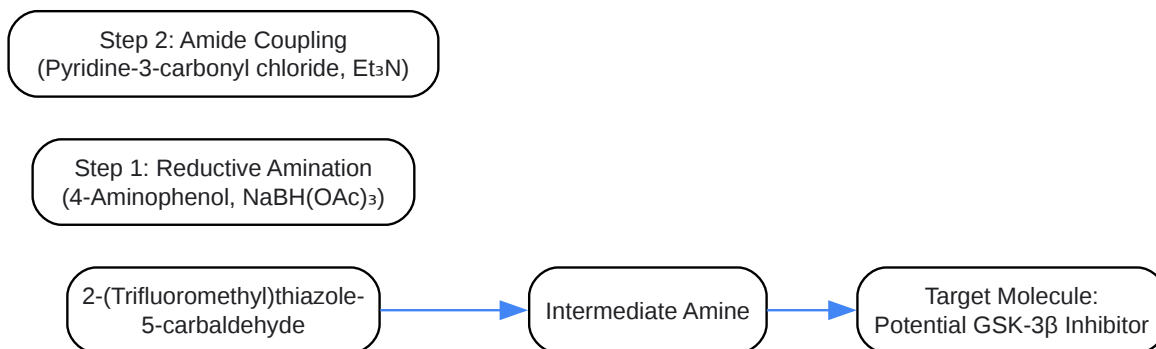 Step 2: Amide Coupling
(Pyridine-3-carbonyl chloride, Et₃N)
Step 1: Reductive Amination
(4-Aminophenol, NaBH(OAc)₃)
2-(Trifluoromethyl)thiazole-
5-carbaldehyde
Intermediate Amine
Target Molecule:
Potential GSK-3β Inhibitor